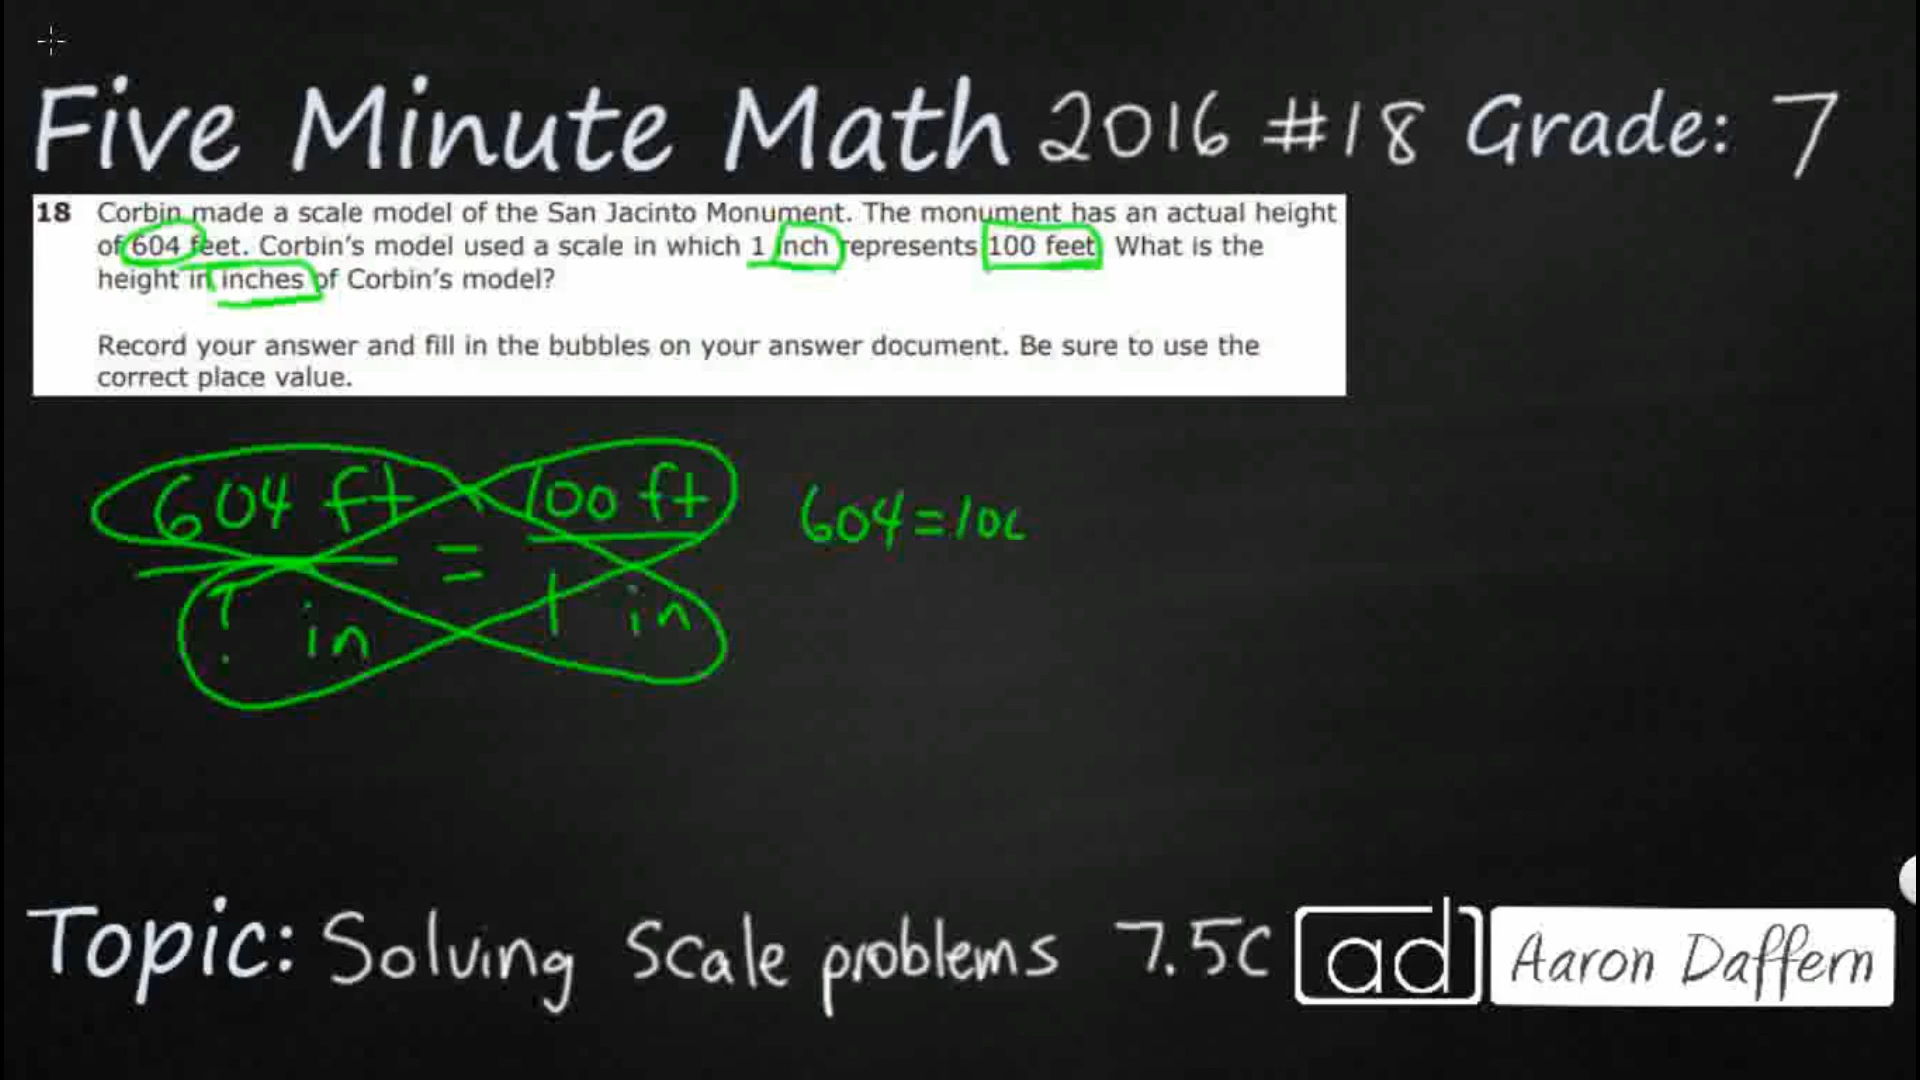 Five Minute Math 2016 #18 Grade: 7
18 Corbin made a scale model of the San Jacinto Monument. The monument has an actual height
of 604 feet. Corbin's model used a scale in which 1 inch represents 100 feet. What is the
height in inches of Corbin's model?
Record your answer and fill in the bubbles on your answer document. Be sure to use the
correct place value.
604 ft = 100 ft 604=100
? in 1 in
Topic: Solving scale problems 7.5C ad Aaron Daffern